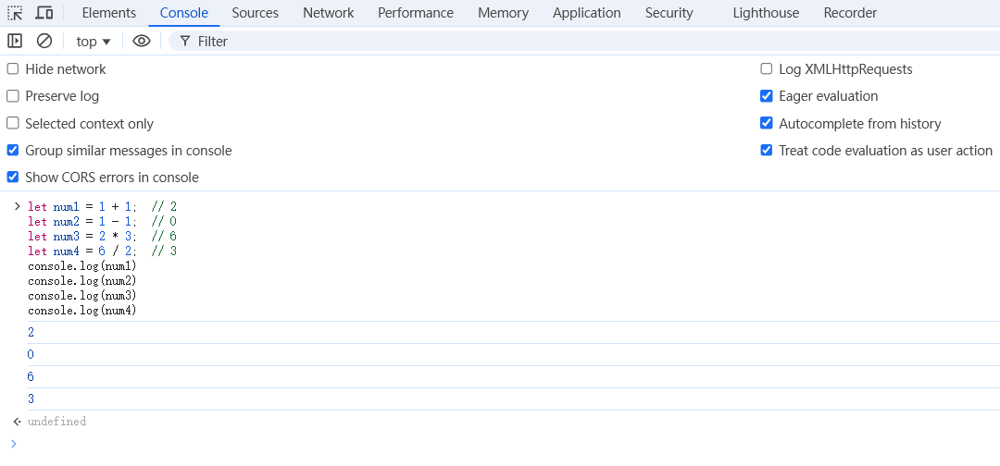 Elements Console Sources Network Performance Memory Application Security Lighthouse Recorder
top Filter
Hide network Log XMLHttpRequests
Preserve log Eager evaluation
Selected context only Autocomplete from history
Group similar messages in console Treat code evaluation as user action
Show CORS errors in console
let num1 = 1 + 1;  // 2
let num2 = 1 - 1;  // 0
let num3 = 2 * 3;  // 6
let num4 = 6 / 2;  // 3
console.log(num1)
console.log(num2)
console.log(num3)
console.log(num4)
2
0
6
3
undefined